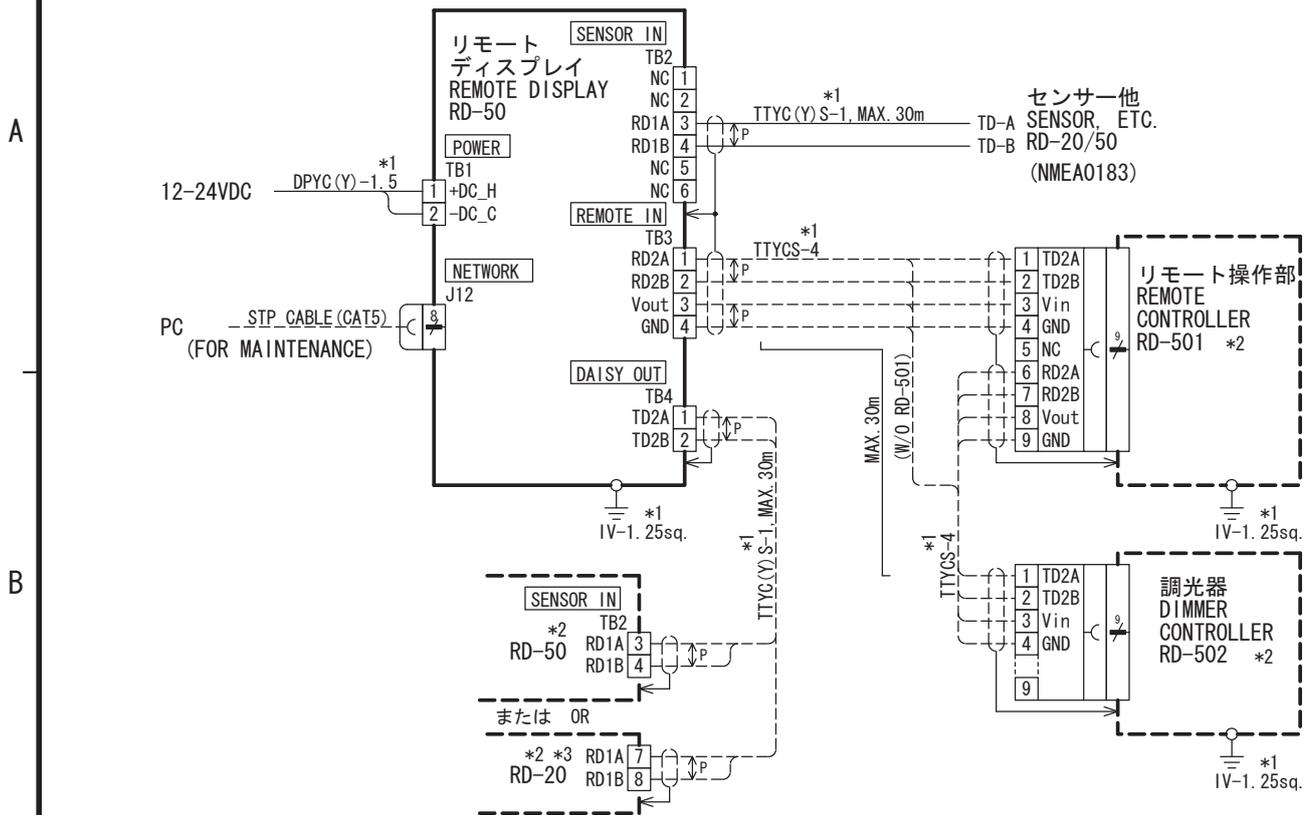 A
B
リモート
ディスプレイ
REMOTE DISPLAY
RD-50
SENSOR IN
TB2
NC 1
NC 2
RD1A 3
RD1B 4
NC 5
NC 6
*1
TTYC(Y)S-1, MAX. 30m
P
TD-A
TD-B
センサー他
SENSOR, ETC.
RD-20/50
(NMEA0183)
POWER
TB1
1 +DC_H
2 -DC_C
12-24VDC
*1
DPYC(Y)-1.5
REMOTE IN
TB3
RD2A 1
RD2B 2
Vout 3
GND 4
P
P
*1
TTYCS-4
NETWORK
J12
8
PC
STP CABLE(CAT5)
(FOR MAINTENANCE)
DAISY OUT
TB4
TD2A 1
TD2B 2
P
*1
IV-1.25sq.
*1
TTYC(Y)S-1, MAX. 30m
MAX. 30m
(W/O RD-501)
*1
TTYCS-4
1 TD2A
2 TD2B
3 Vin
4 GND
5 NC
6 RD2A
7 RD2B
8 Vout
9 GND
9
リモート操作部
REMOTE
CONTROLLER
RD-501 *2
*1
IV-1.25sq.
1 TD2A
2 TD2B
3 Vin
4 GND
9
9
調光器
DIMMER
CONTROLLER
RD-502 *2
*1
IV-1.25sq.
SENSOR IN
TB2
*2
RD-50
RD1A 3
RD1B 4
P
または OR
*2 *3
RD-20
RD1A 7
RD1B 8
P